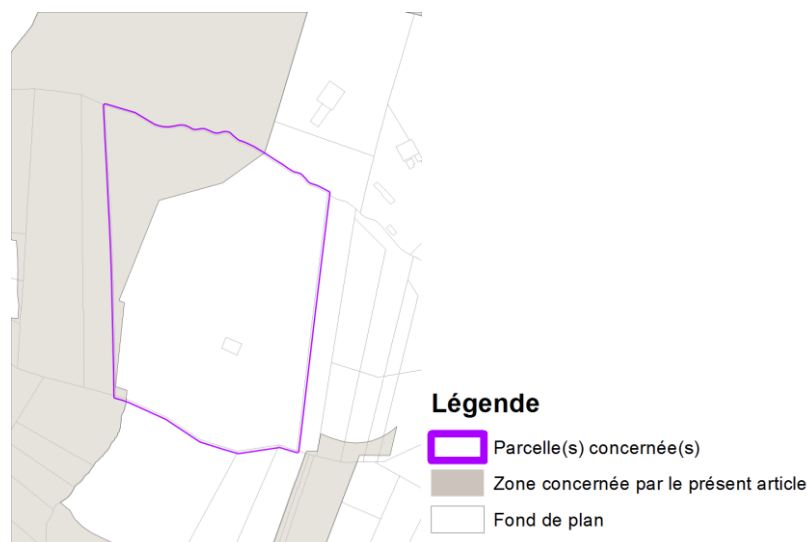 Légende
Parcelle(s) concernée(s)
Zone concernée par le présent article
Fond de plan